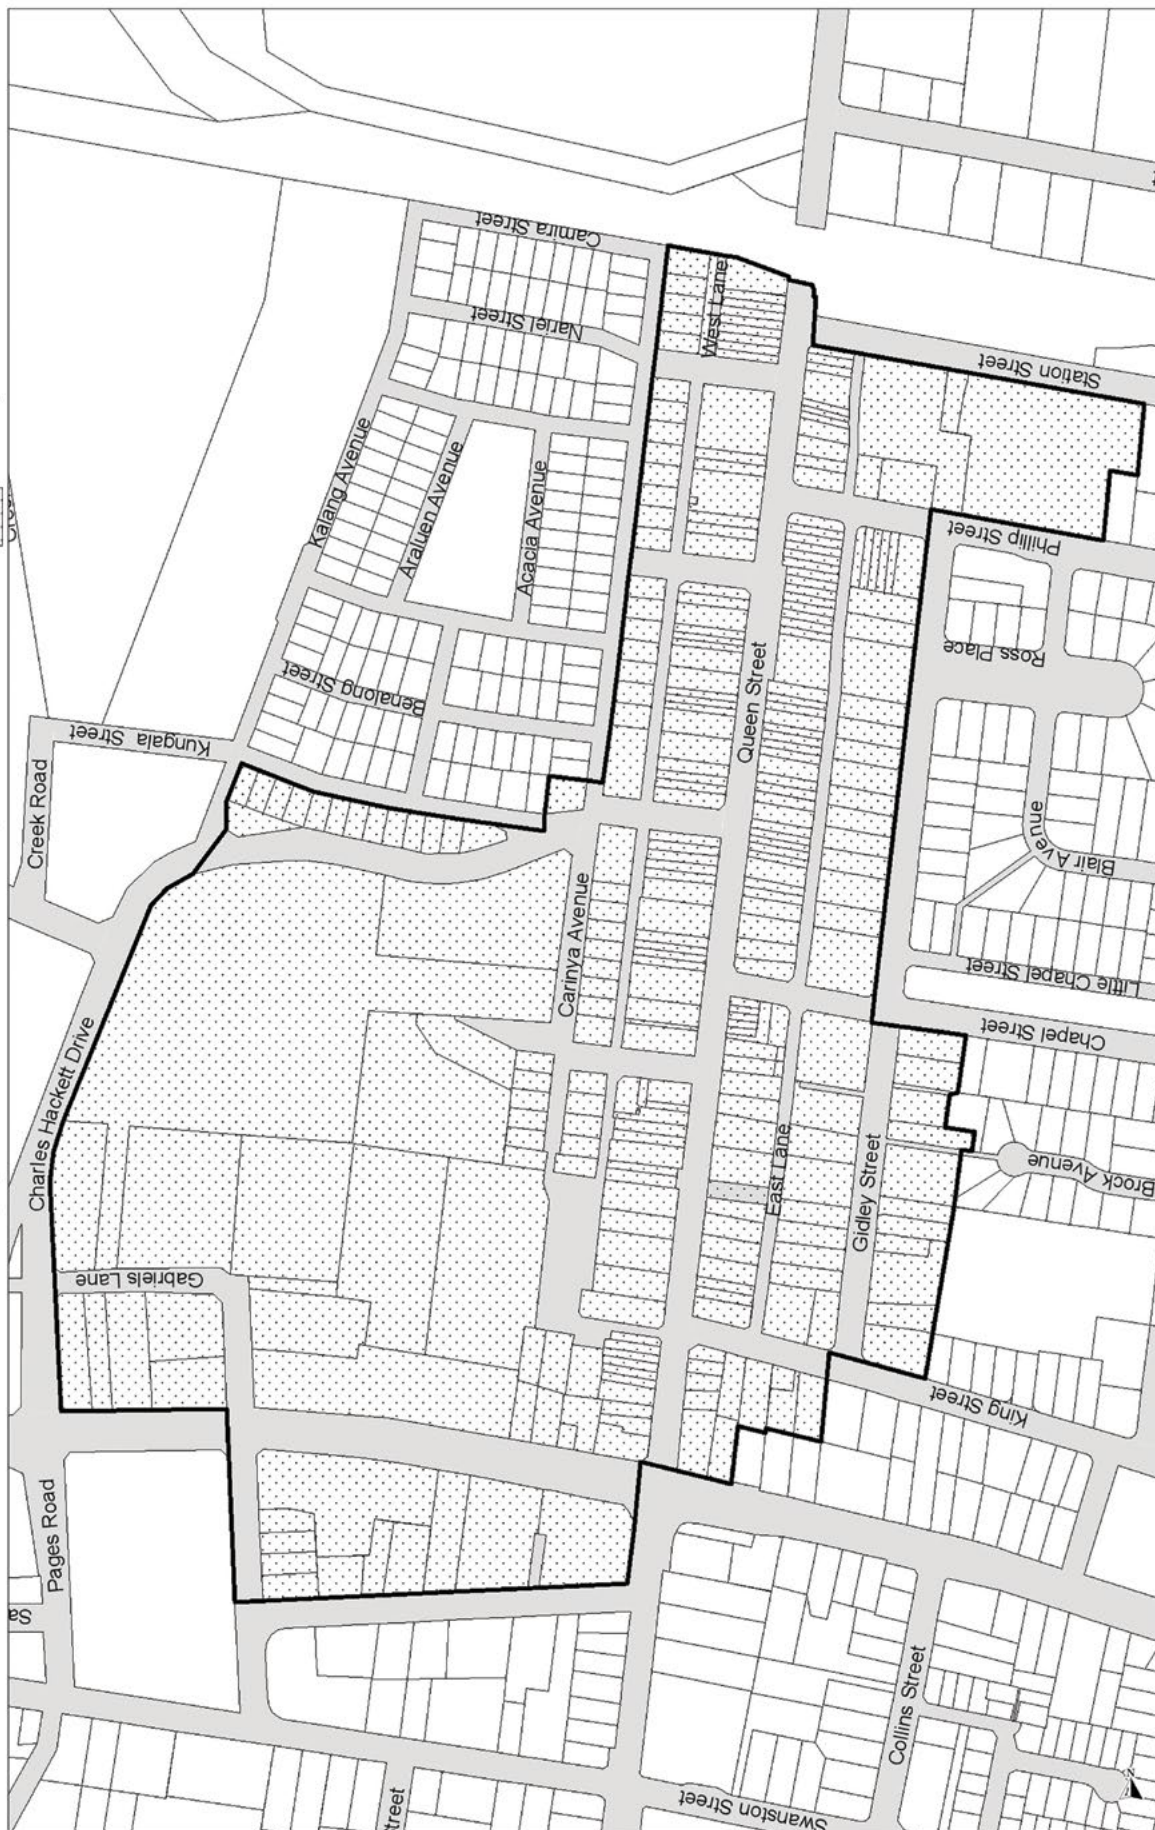 Camira Street
Nariel Street
West Lane
Station Street
Kalang Avenue
Araluen Avenue
Acacia Avenue
Phillip Street
Ross Place
Benalong Street
Queen Street
Kungala Street
Creek Road
Blair Avenue
Carinya Avenue
Little Chapel Street
Chapel Street
Charles Hackett Drive
East Lane
Gidley Street
Brock Avenue
Gabriels Lane
King Street
Pages Road
Sa
Collins Street
Swanston Street
treet
N